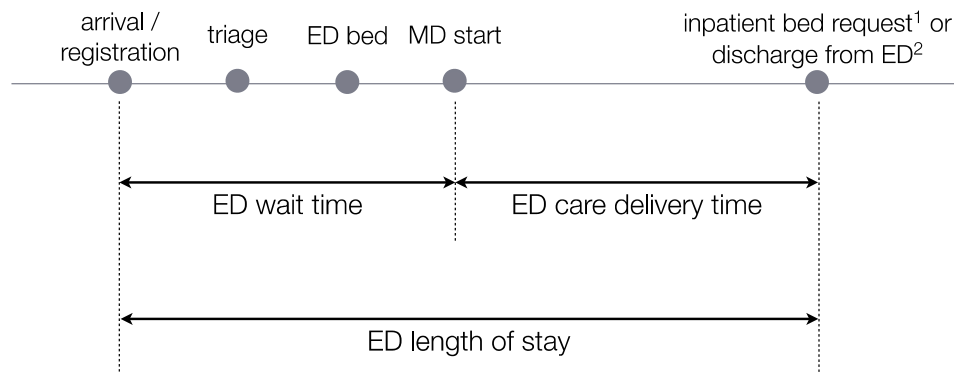 arrival /
registration
triage
ED bed
MD start
inpatient bed request¹ or
discharge from ED²
ED wait time
ED care delivery time
ED length of stay